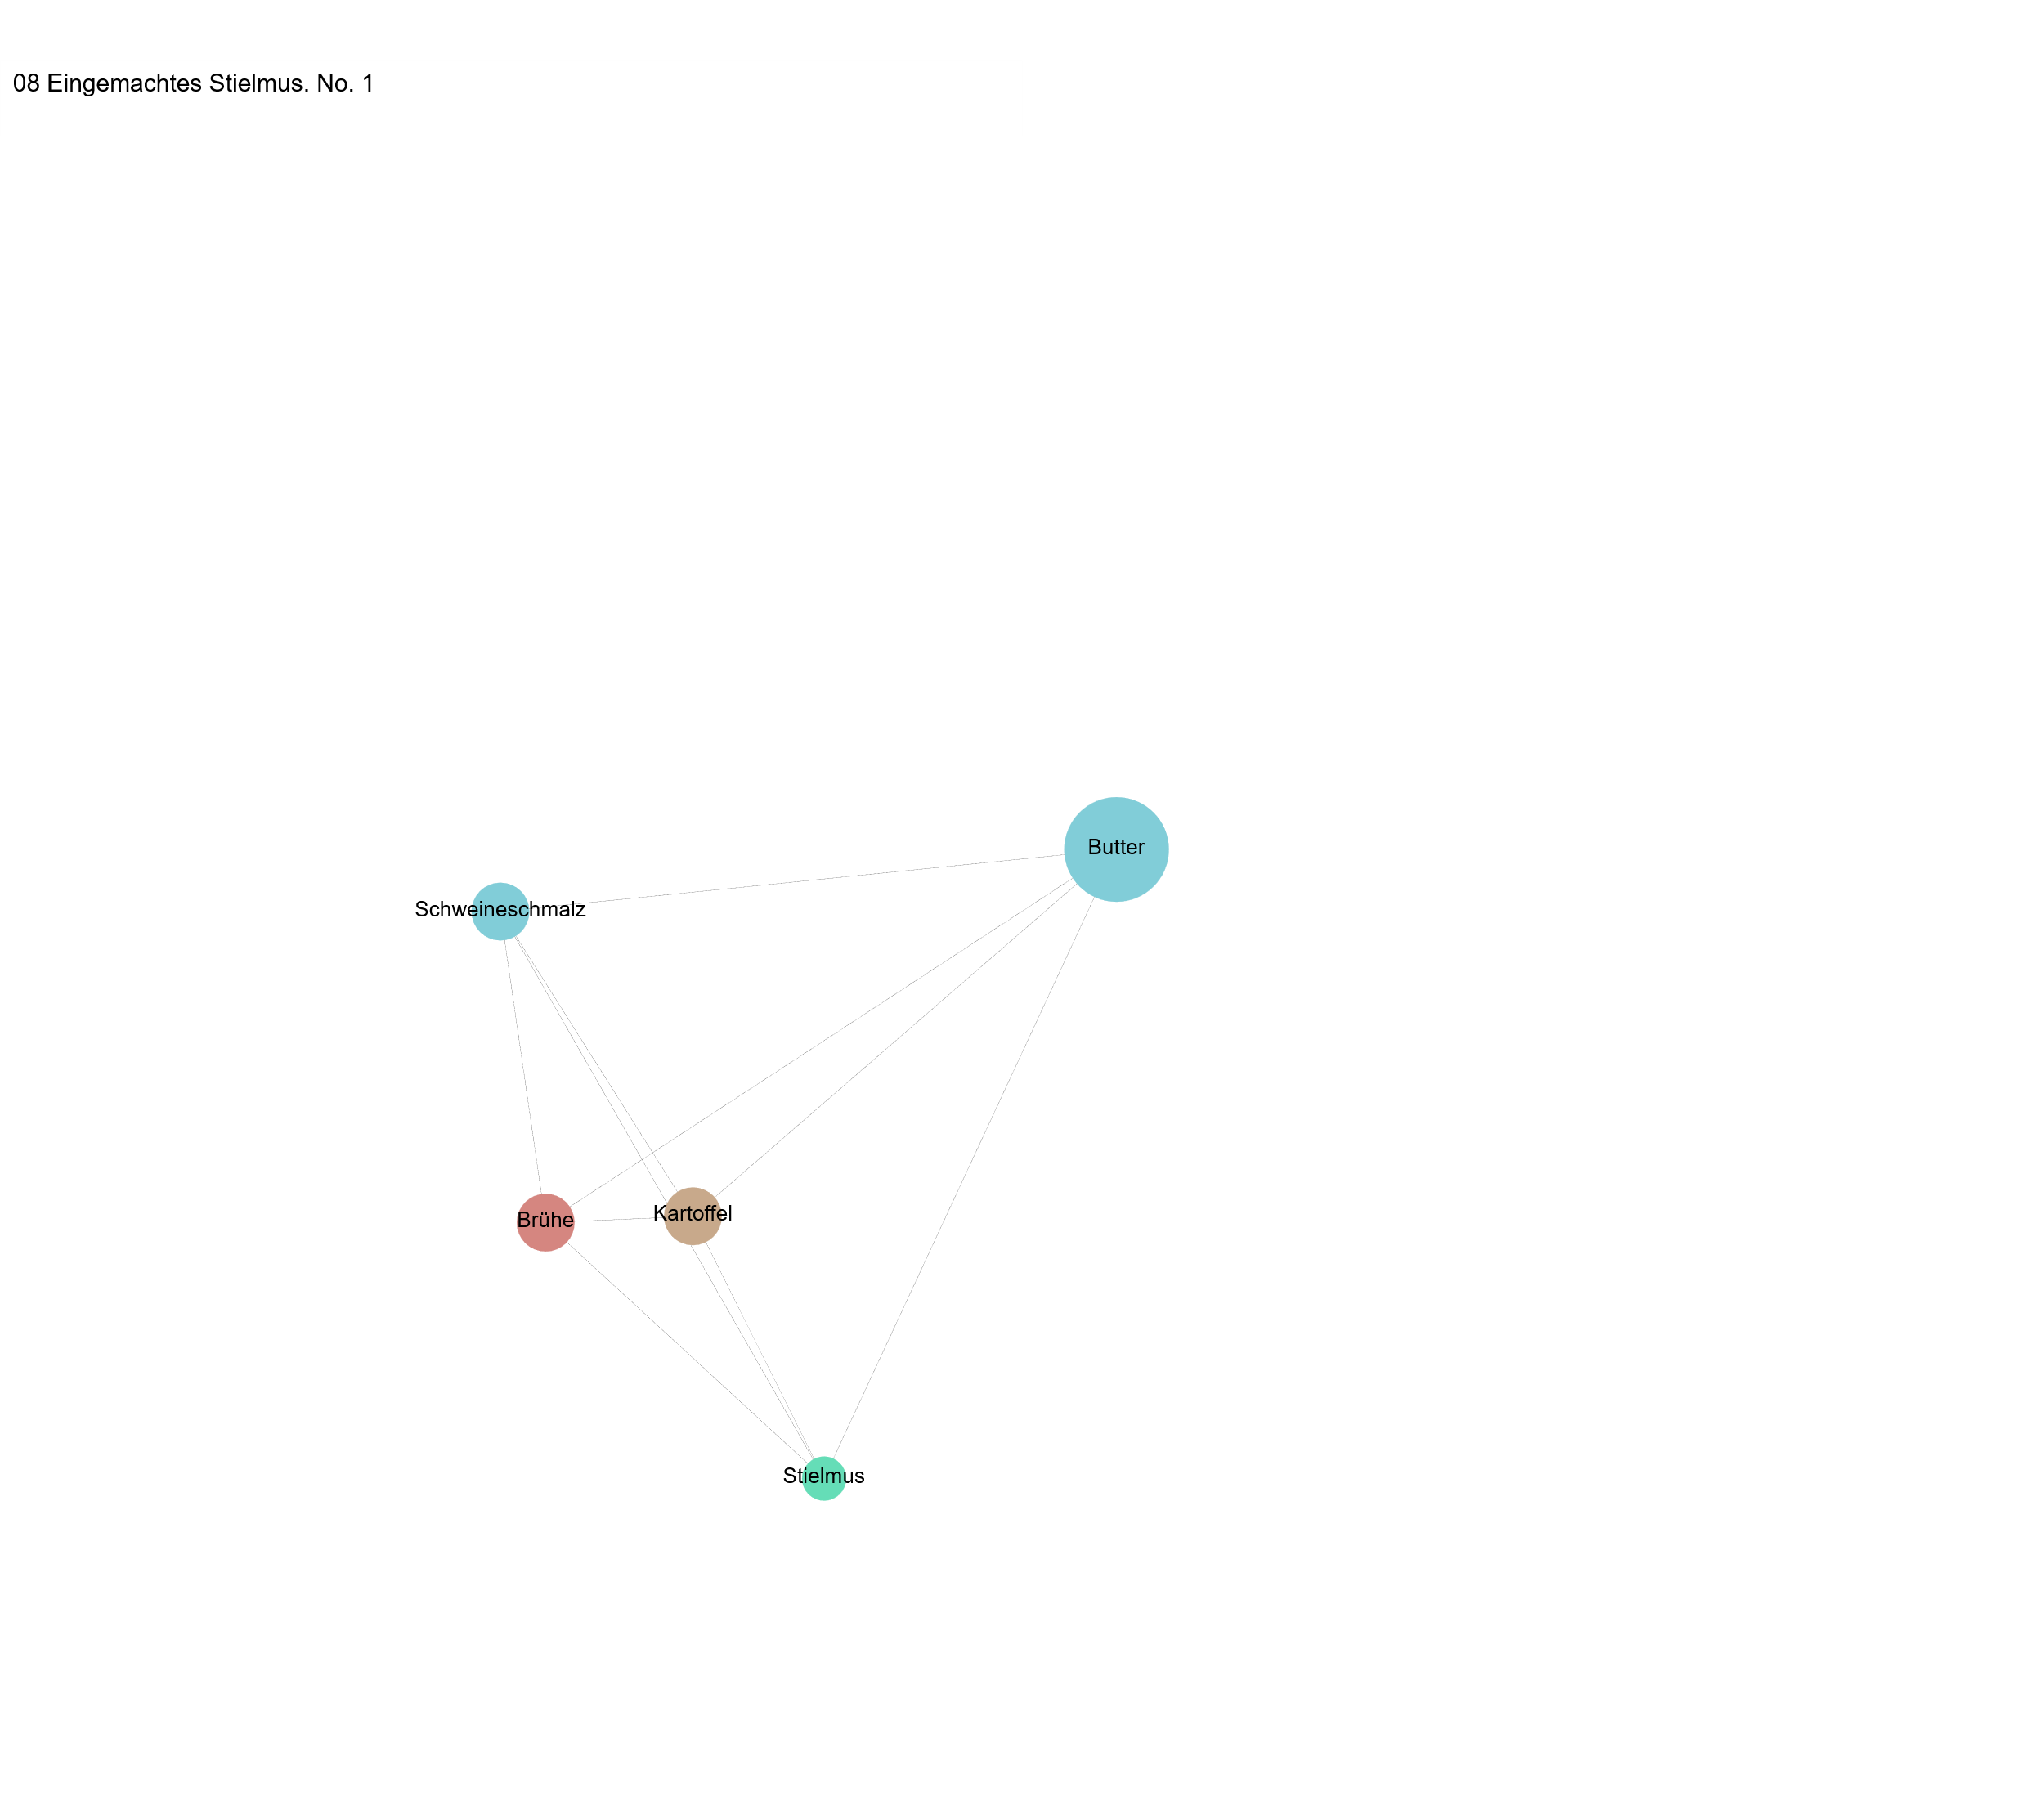 08 Eingemachtes Stielmus. No. 1
Butter
Schweineschmalz
Kartoffel
Brühe
Stielmus